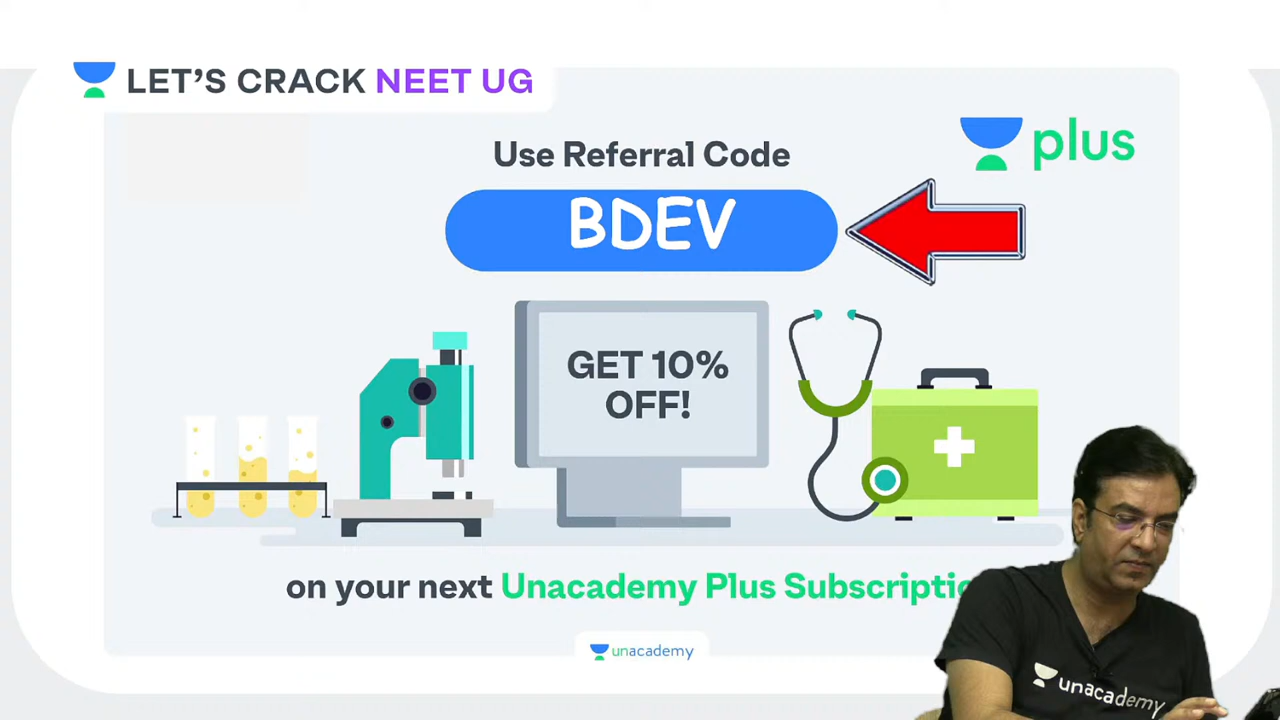 LET'S CRACK NEET UG
plus
Use Referral Code
BDEV
GET 10%
OFF!
on your next Unacademy Plus Subscriptio
unacademy
unacademy